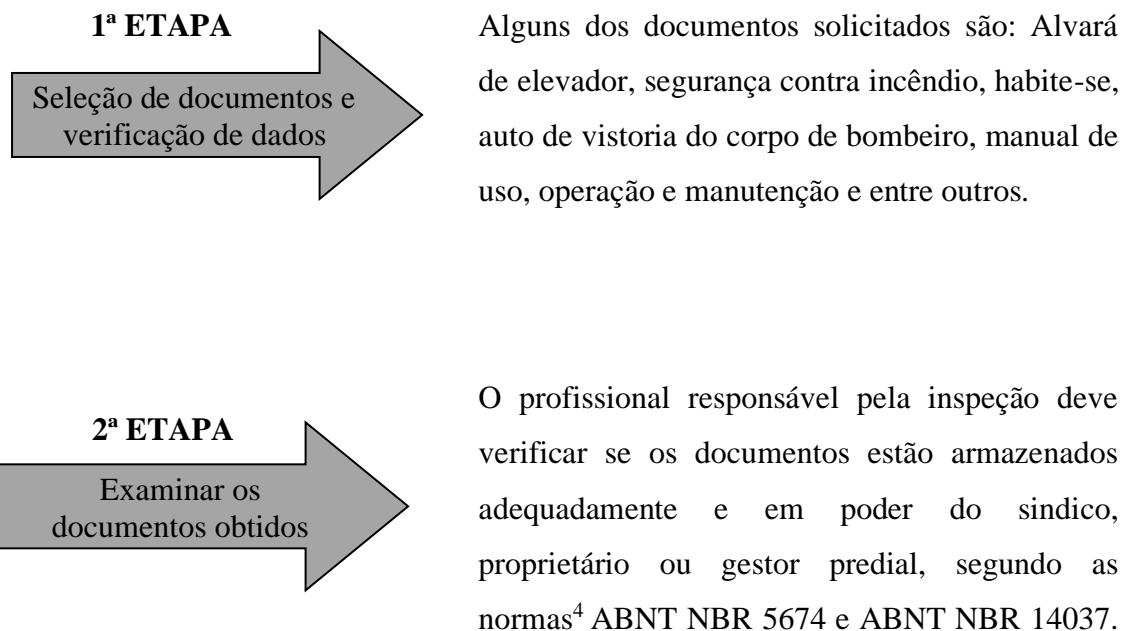 1ª ETAPA
Seleção de documentos e
verificação de dados
Alguns dos documentos solicitados são: Alvará
de elevador, segurança contra incêndio, habite-se,
auto de vistoria do corpo de bombeiro, manual de
uso, operação e manutenção e entre outros.
2ª ETAPA
Examinar os
documentos obtidos
O profissional responsável pela inspeção deve
verificar se os documentos estão armazenados
adequadamente e em poder do sindico,
proprietário ou gestor predial, segundo as
normas⁴ ABNT NBR 5674 e ABNT NBR 14037.